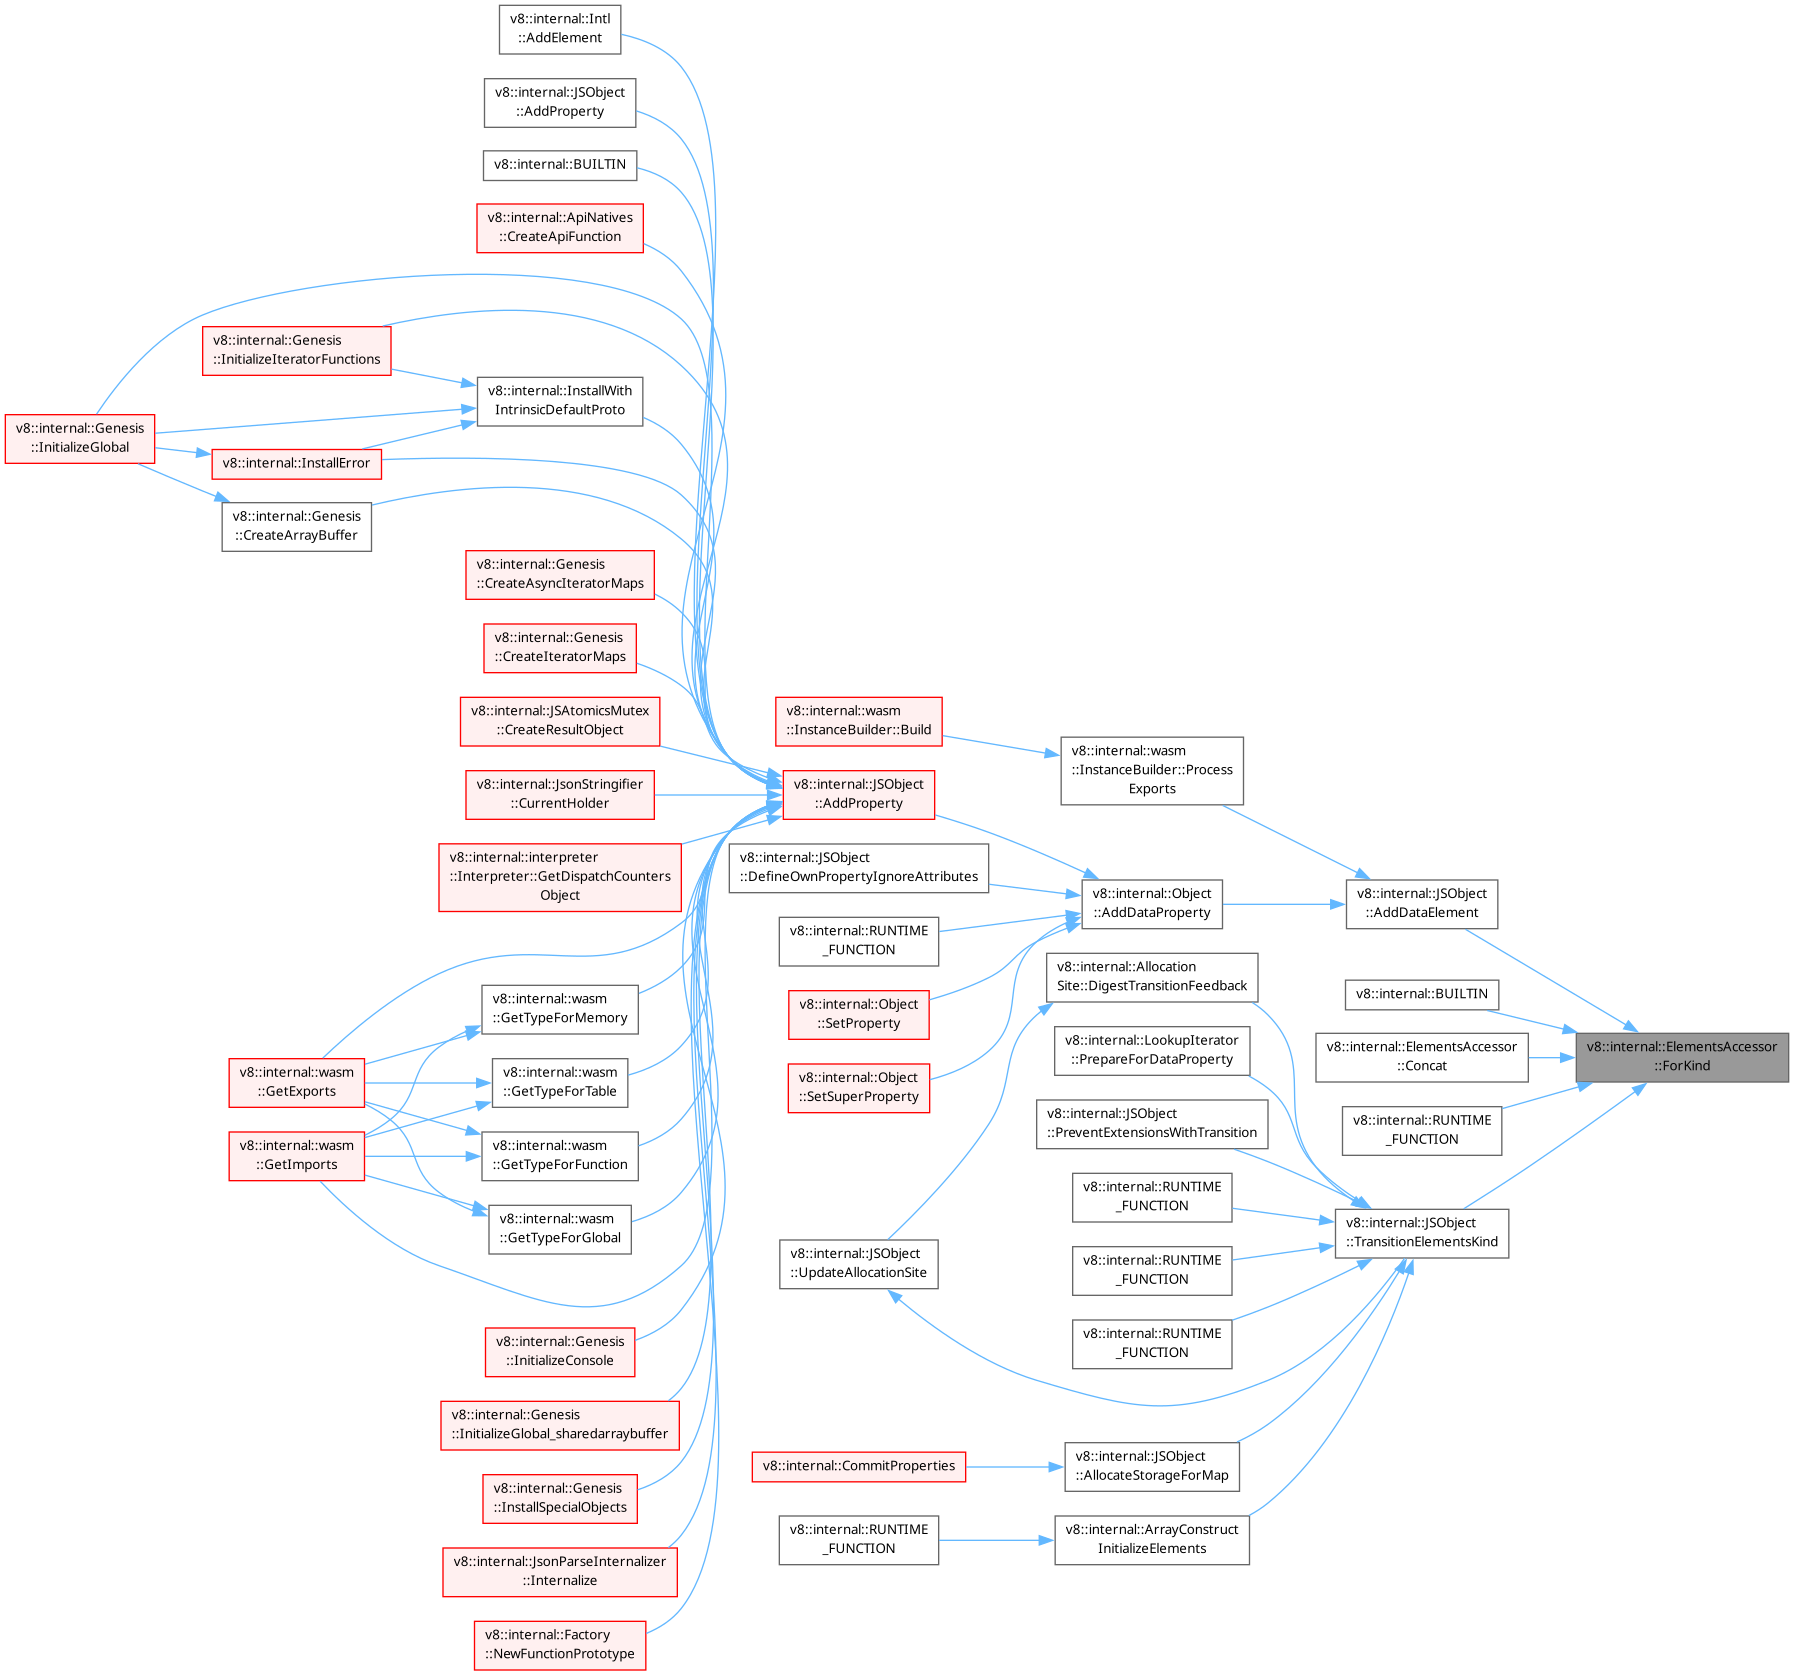 v8::internal::Intl
::AddElement
v8::internal::JSObject
::AddProperty
v8::internal::BUILTIN
v8::internal::ApiNatives
::CreateApiFunction
v8::internal::Genesis
::InitializeIteratorFunctions
v8::internal::InstallWith
IntrinsicDefaultProto
v8::internal::Genesis
::InitializeGlobal
v8::internal::InstallError
v8::internal::Genesis
::CreateArrayBuffer
v8::internal::Genesis
::CreateAsyncIteratorMaps
v8::internal::Genesis
::CreateIteratorMaps
v8::internal::JSAtomicsMutex
::CreateResultObject
v8::internal::JsonStringifier
::CurrentHolder
v8::internal::interpreter
::Interpreter::GetDispatchCounters
Object
v8::internal::wasm
::GetTypeForMemory
v8::internal::wasm
::GetExports
v8::internal::wasm
::GetTypeForTable
v8::internal::wasm
::GetImports
v8::internal::wasm
::GetTypeForFunction
v8::internal::wasm
::GetTypeForGlobal
v8::internal::Genesis
::InitializeConsole
v8::internal::Genesis
::InitializeGlobal_sharedarraybuffer
v8::internal::Genesis
::InstallSpecialObjects
v8::internal::JsonParseInternalizer
::Internalize
v8::internal::Factory
::NewFunctionPrototype
v8::internal::wasm
::InstanceBuilder::Build
v8::internal::JSObject
::AddProperty
v8::internal::JSObject
::DefineOwnPropertyIgnoreAttributes
v8::internal::RUNTIME
_FUNCTION
v8::internal::Object
::SetProperty
v8::internal::Object
::SetSuperProperty
v8::internal::JSObject
::UpdateAllocationSite
v8::internal::CommitProperties
v8::internal::RUNTIME
_FUNCTION
v8::internal::wasm
::InstanceBuilder::Process
Exports
v8::internal::Object
::AddDataProperty
v8::internal::Allocation
Site::DigestTransitionFeedback
v8::internal::LookupIterator
::PrepareForDataProperty
v8::internal::JSObject
::PreventExtensionsWithTransition
v8::internal::RUNTIME
_FUNCTION
v8::internal::RUNTIME
_FUNCTION
v8::internal::RUNTIME
_FUNCTION
v8::internal::JSObject
::AllocateStorageForMap
v8::internal::ArrayConstruct
InitializeElements
v8::internal::JSObject
::AddDataElement
v8::internal::BUILTIN
v8::internal::ElementsAccessor
::Concat
v8::internal::RUNTIME
_FUNCTION
v8::internal::JSObject
::TransitionElementsKind
v8::internal::ElementsAccessor
::ForKind